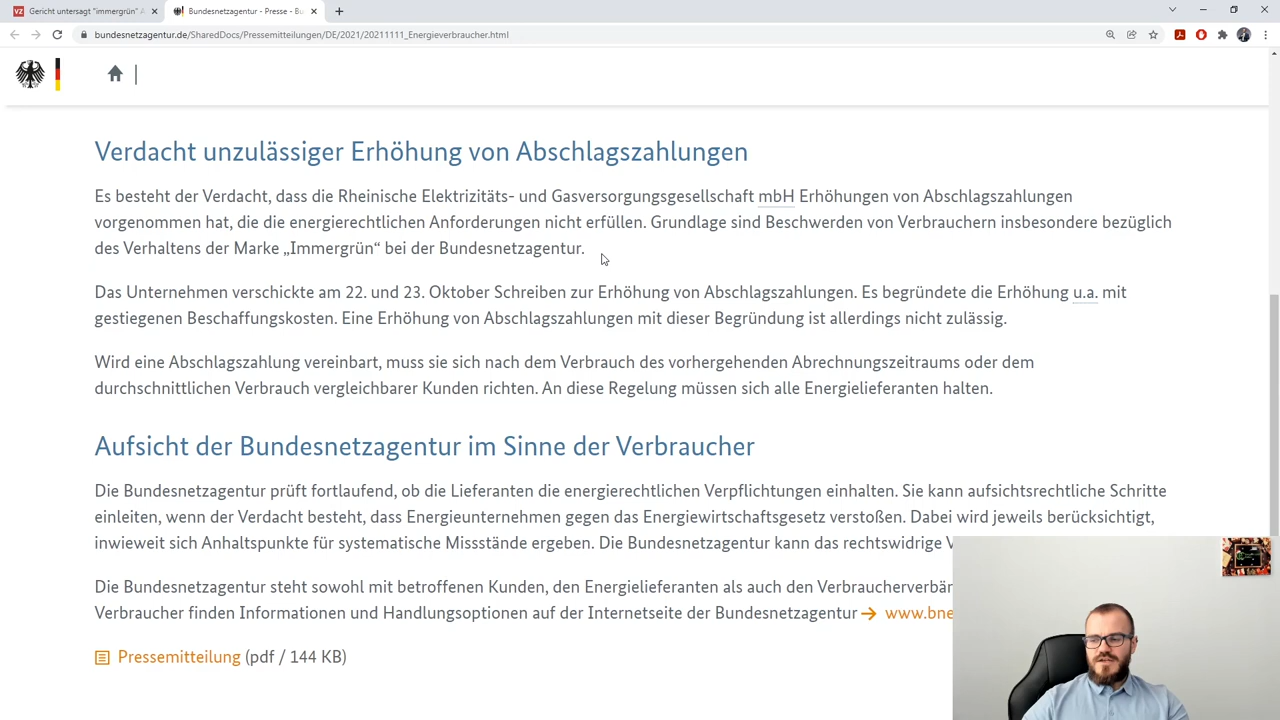 Gericht untersagt "immergrün" A
Bundesnetzagentur - Presse - Bu
bundesnetzagentur.de/SharedDocs/Pressemitteilungen/DE/2021/20211111_Energieverbraucher.html
Verdacht unzulässiger Erhöhung von Abschlagszahlungen
Es besteht der Verdacht, dass die Rheinische Elektrizitäts- und Gasversorgungsgesellschaft mbH Erhöhungen von Abschlagszahlungen
vorgenommen hat, die die energierechtlichen Anforderungen nicht erfüllen. Grundlage sind Beschwerden von Verbrauchern insbesondere bezüglich
des Verhaltens der Marke „Immergrün“ bei der Bundesnetzagentur.
Das Unternehmen verschickte am 22. und 23. Oktober Schreiben zur Erhöhung von Abschlagszahlungen. Es begründete die Erhöhung u.a. mit
gestiegenen Beschaffungskosten. Eine Erhöhung von Abschlagszahlungen mit dieser Begründung ist allerdings nicht zulässig.
Wird eine Abschlagszahlung vereinbart, muss sie sich nach dem Verbrauch des vorhergehenden Abrechnungszeitraums oder dem
durchschnittlichen Verbrauch vergleichbarer Kunden richten. An diese Regelung müssen sich alle Energielieferanten halten.
Aufsicht der Bundesnetzagentur im Sinne der Verbraucher
Die Bundesnetzagentur prüft fortlaufend, ob die Lieferanten die energierechtlichen Verpflichtungen einhalten. Sie kann aufsichtsrechtliche Schritte
einleiten, wenn der Verdacht besteht, dass Energieunternehmen gegen das Energiewirtschaftsgesetz verstoßen. Dabei wird jeweils berücksichtigt,
inwieweit sich Anhaltspunkte für systematische Missstände ergeben. Die Bundesnetzagentur kann das rechtswidrige V
Die Bundesnetzagentur steht sowohl mit betroffenen Kunden, den Energielieferanten als auch den Verbraucherverbän
Verbraucher finden Informationen und Handlungsoptionen auf der Internetseite der Bundesnetzagentur → www.bne
Pressemitteilung (pdf / 144 KB)